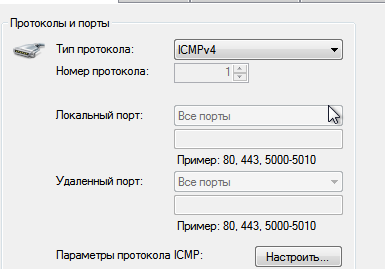 Протоколы и порты
Тип протокола: ICMPv4
Номер протокола: 1
Локальный порт: Все порты
Пример: 80, 443, 5000-5010
Удаленный порт: Все порты
Пример: 80, 443, 5000-5010
Параметры протокола ICMP: Настроить...